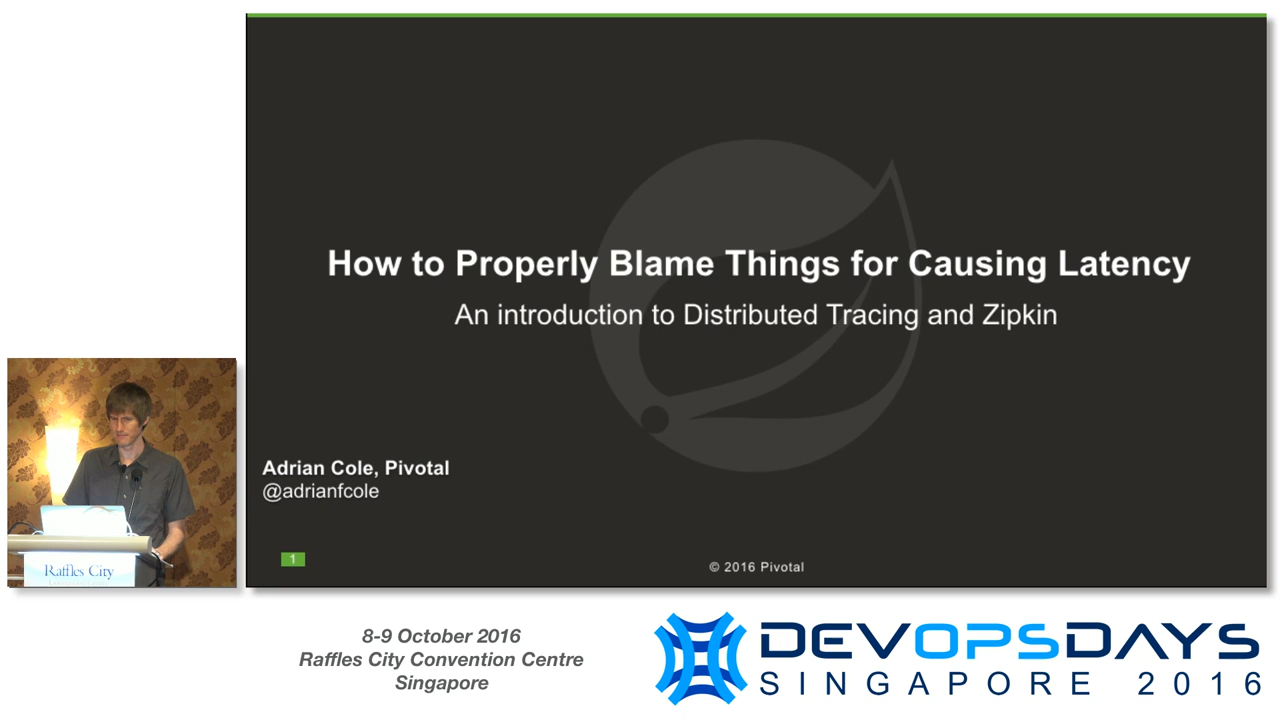 How to Properly Blame Things for Causing Latency
An introduction to Distributed Tracing and Zipkin
Adrian Cole, Pivotal
@adrianfcole
1
© 2016 Pivotal
Raffles City
8-9 October 2016
Raffles City Convention Centre
Singapore
DEVOPSDAYS
SINGAPORE 2016